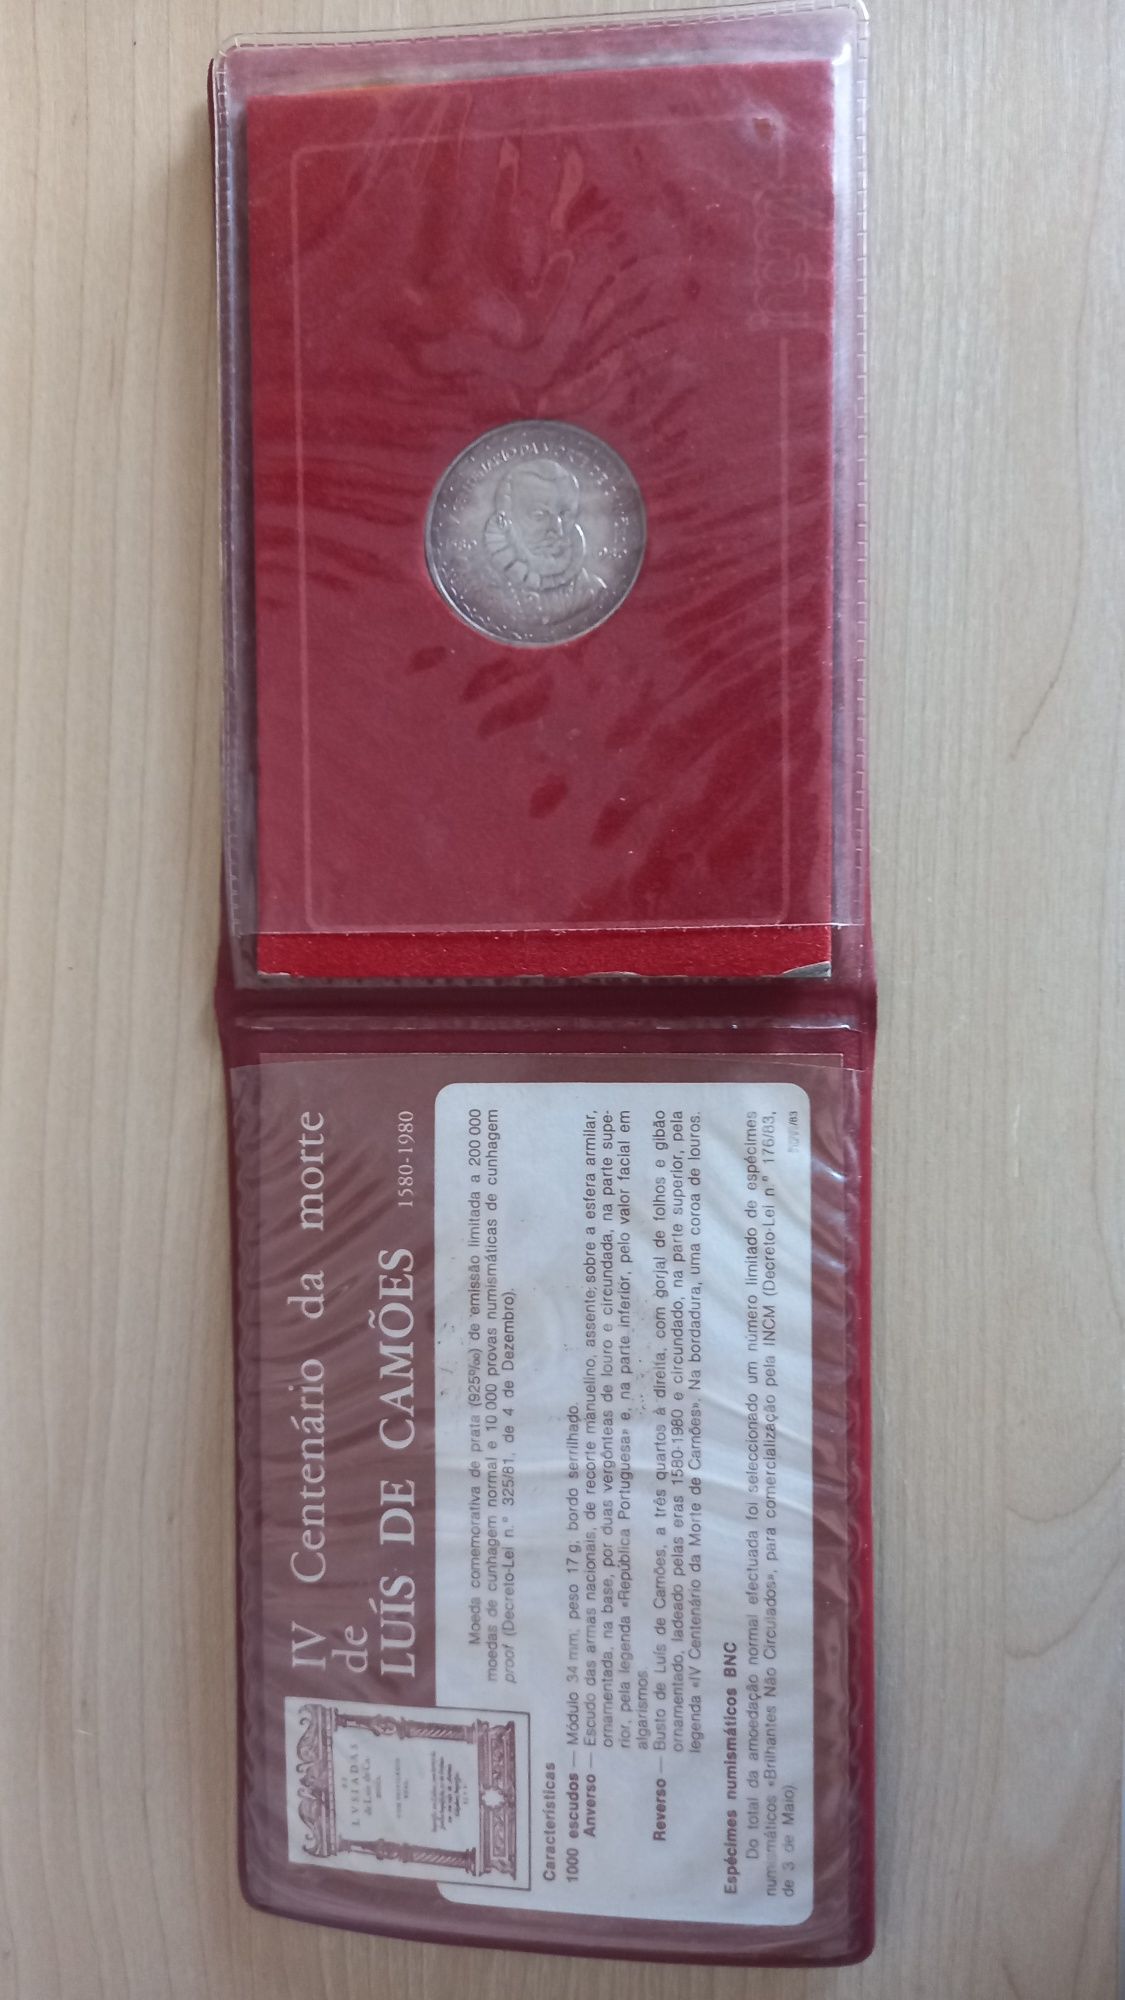 IV Centenário da morte
de
LUÍS DE CAMÕES 1580-1980
LVSIADAS
Moeda comemorativa de prata (925‰) de emissão limitada a 200 000
moedas de cunhagem normal e 10 000 provas numismáticas de cunhagem
proof (Decreto-Lei n.º 325/81, de 4 de Dezembro).
Características
1000 escudos — Módulo 34 mm; peso 17 g; bordo serrilhado.
Anverso — Escudo das armas nacionais, de recorte manuelino, assente sobre a esfera armilar,
ornamentada, na base, por duas vergônteas de louro e circundada, na parte supe-
rior, pela legenda «República Portuguesa» e, na parte inferior, pelo valor facial em
algarismos
Reverso — Busto de Luís de Camões, a três quartos à direita, com gorjal de folhos e gibão
ornamentado, ladeado pelas eras 1580-1980 e circundado, na parte superior, pela
legenda «IV Centenário da Morte de Camões». Na bordadura, uma coroa de louros.
Espécimes numismáticos BNC
Do total da amoedação normal efectuada foi seleccionado um número limitado de espécimes
numismáticos «Brilhantes Não Circulados», para comercialização pela INCM (Decreto-Lei n.º 176/83,
de 3 de Maio)
/83